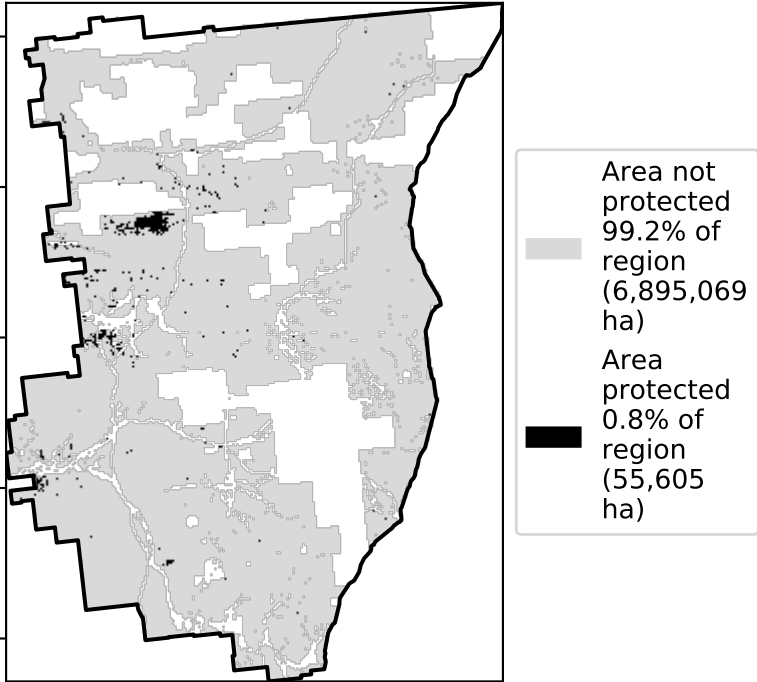 Area not
protected
99.2% of
region
(6,895,069
ha)
Area
protected
0.8% of
region
(55,605
ha)